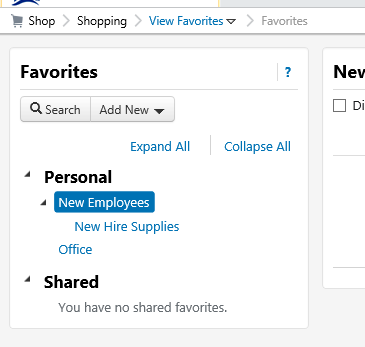 Shop > Shopping > View Favorites > Favorites
Favorites ?
Search Add New
Expand All Collapse All
Personal
New Employees
New Hire Supplies
Office
Shared
You have no shared favorites.
New